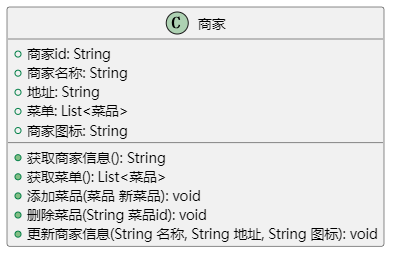 C 商家
商家id: String
商家名称: String
地址: String
菜单: List<菜品>
商家图标: String
获取商家信息(): String
获取菜单(): List<菜品>
添加菜品(菜品 新菜品): void
删除菜品(String 菜品id): void
更新商家信息(String 名称, String 地址, String 图标): void